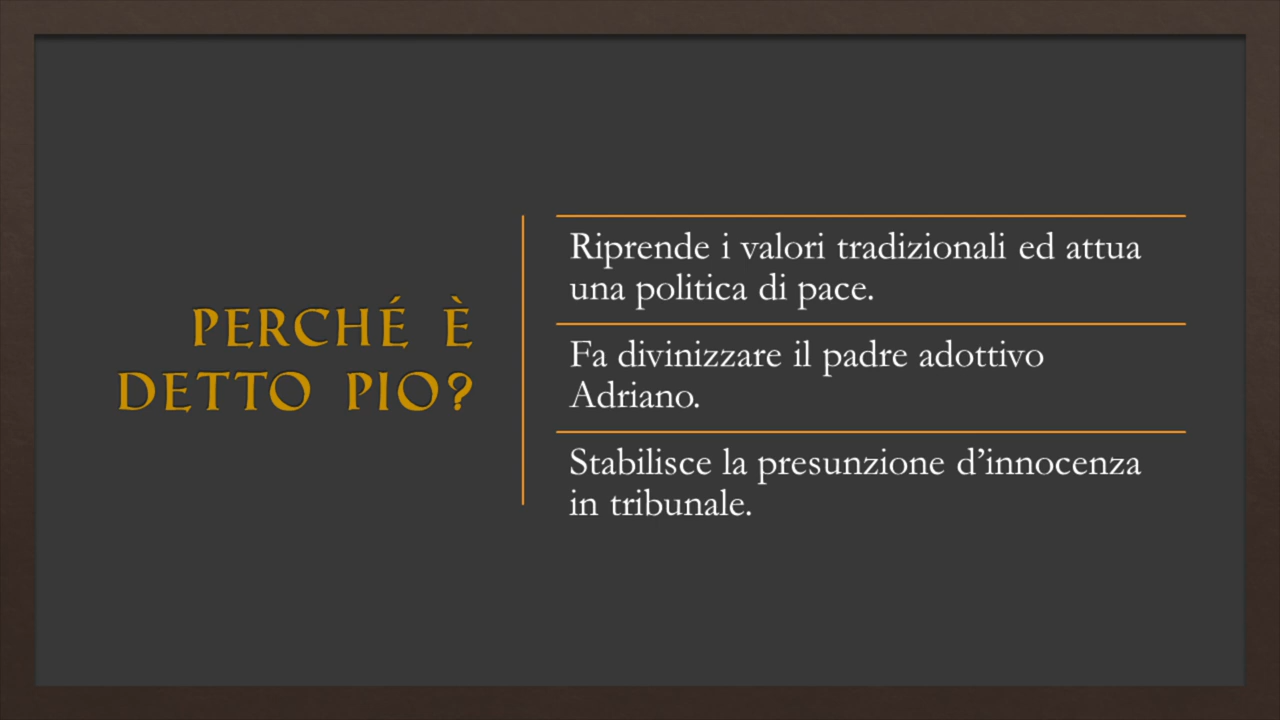 PERCHÉ È
DETTO PIO?
Riprende i valori tradizionali ed attua
una politica di pace.
Fa divinizzare il padre adottivo
Adriano.
Stabilisce la presunzione d’innocenza
in tribunale.